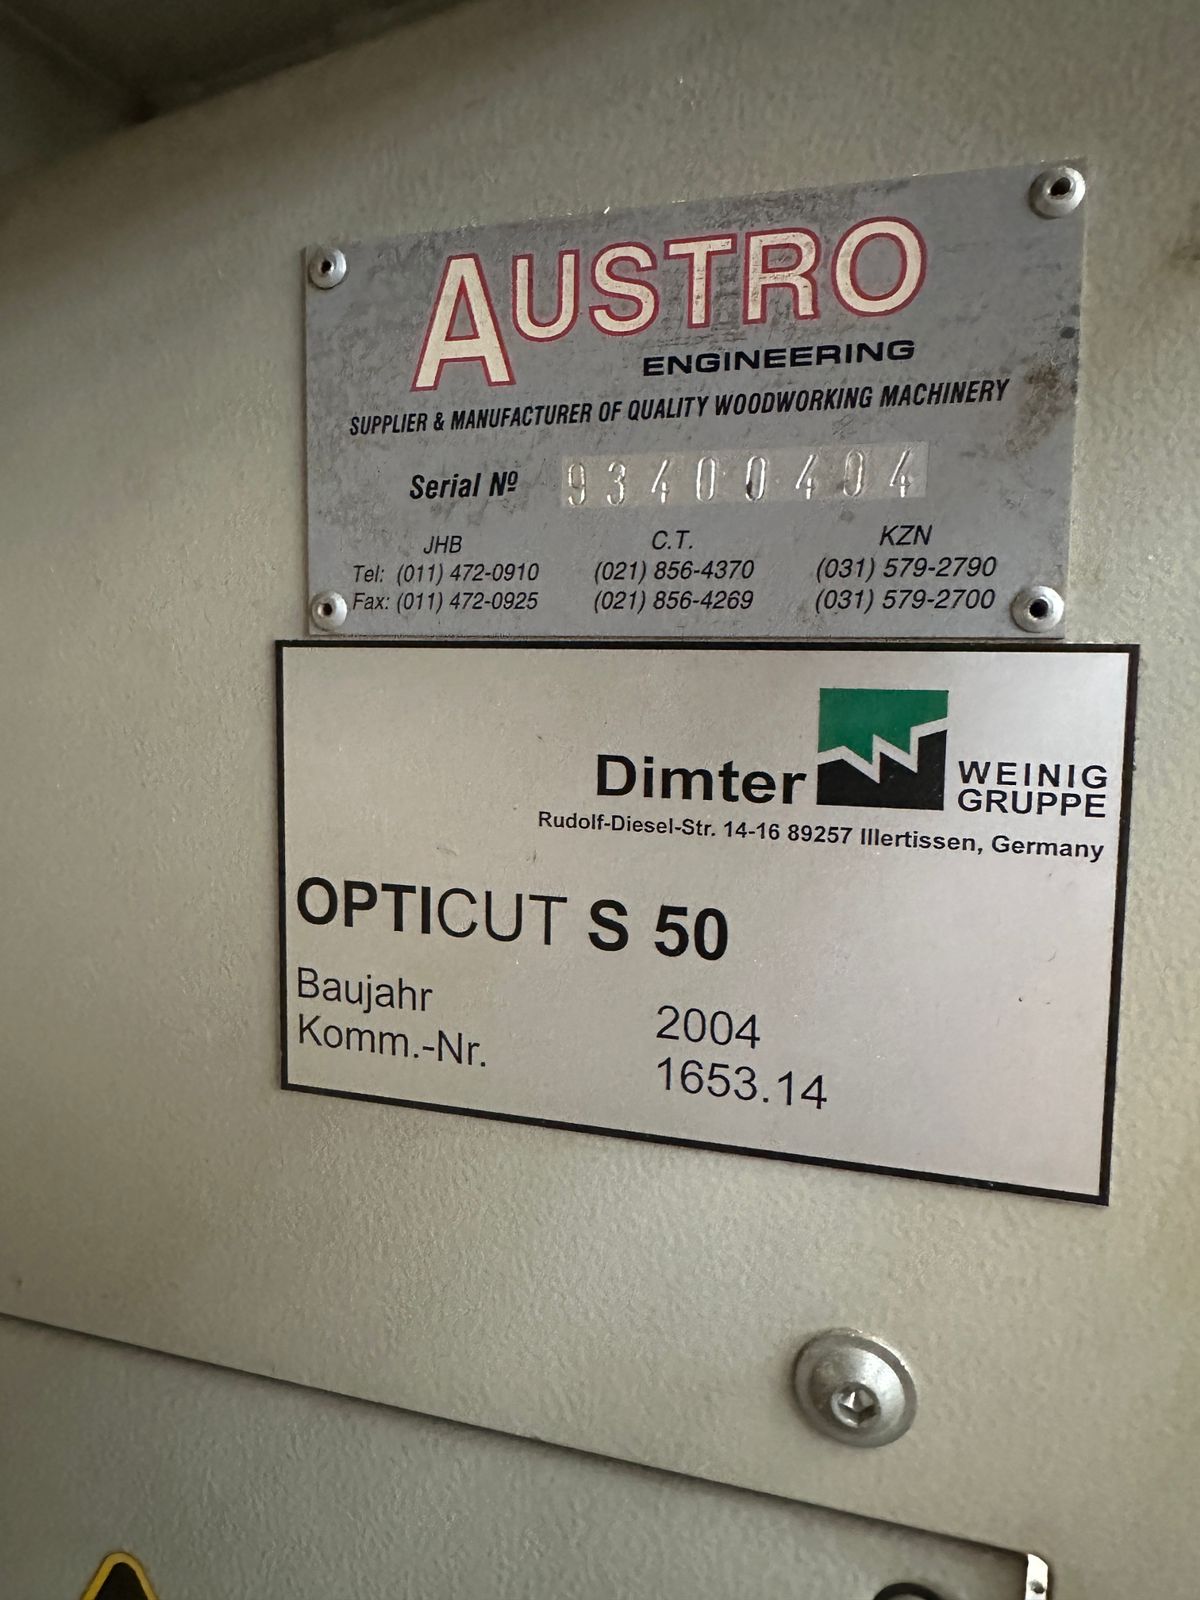 AUSTRO
ENGINEERING
SUPPLIER & MANUFACTURER OF QUALITY WOODWORKING MACHINERY
Serial Nº 93400404
JHB C.T. KZN
Tel: (011) 472-0910 (021) 856-4370 (031) 579-2790
Fax: (011) 472-0925 (021) 856-4269 (031) 579-2700
Dimter WEINIG
GRUPPE
Rudolf-Diesel-Str. 14-16 89257 Illertissen, Germany
OPTICUT S 50
Baujahr 2004
Komm.-Nr. 1653.14